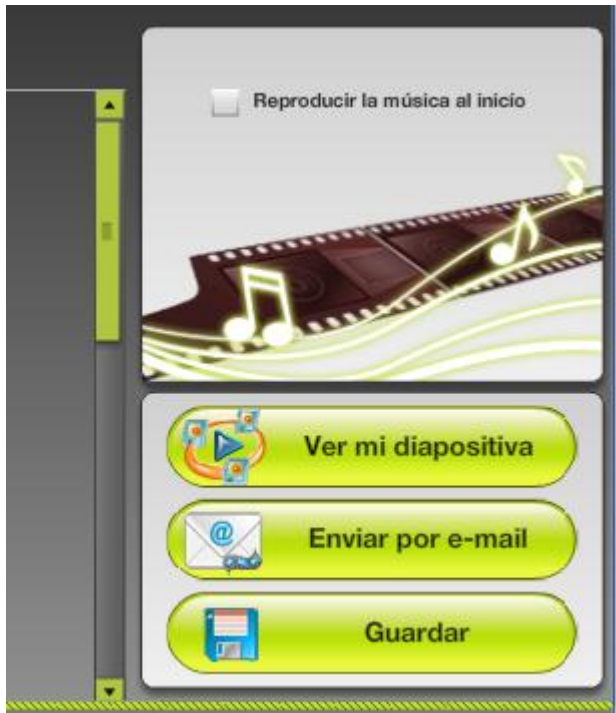 Reproducir la música al inicio
Ver mi diapositiva
@
Enviar por e-mail
Guardar